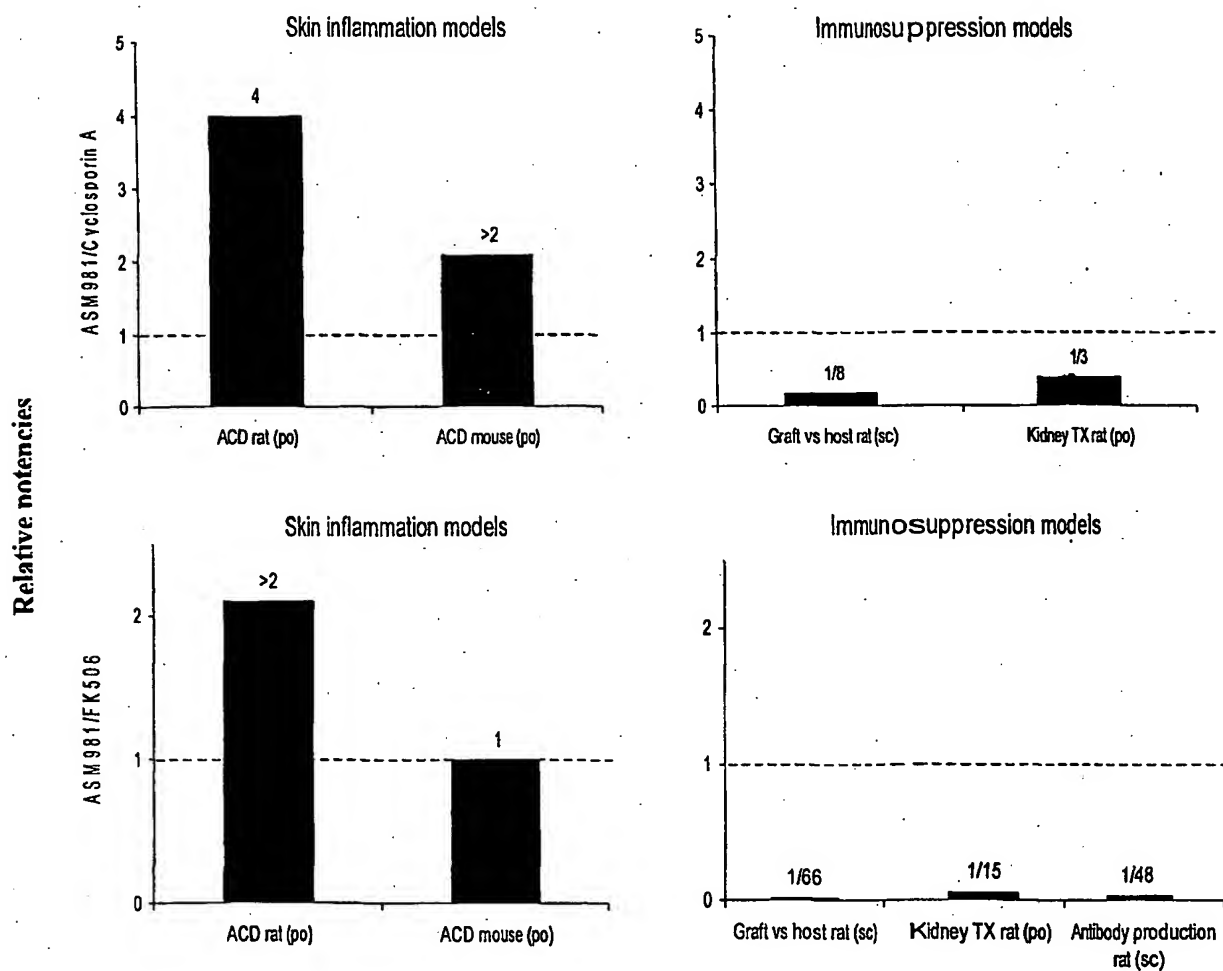 Relative notencies
Skin inflammation models
ASM981/Cyclosporin A
5
4
3
2
1
0
4
>2
ACD rat (po)
ACD mouse (po)
Immunosuppression models
5
4
3
2
1
0
1/8
1/3
Graft vs host rat (sc)
Kidney TX rat (po)
Skin inflammation models
ASM981/FK506
2
1
0
>2
1
ACD rat (po)
ACD mouse (po)
Immunosuppression models
2
1
0
1/66
1/15
1/48
Graft vs host rat (sc)
Kidney TX rat (po)
Antibody production
rat (sc)